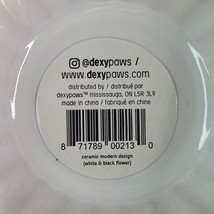 @dexypaws /
www.dexypaws.com
distributed by / distribué par
dexypaws™ mississauga, ON L5R 3L9
made in china / fabriqué en chine
8 71789 00213 0
ceramic modern design
(white & black flower)